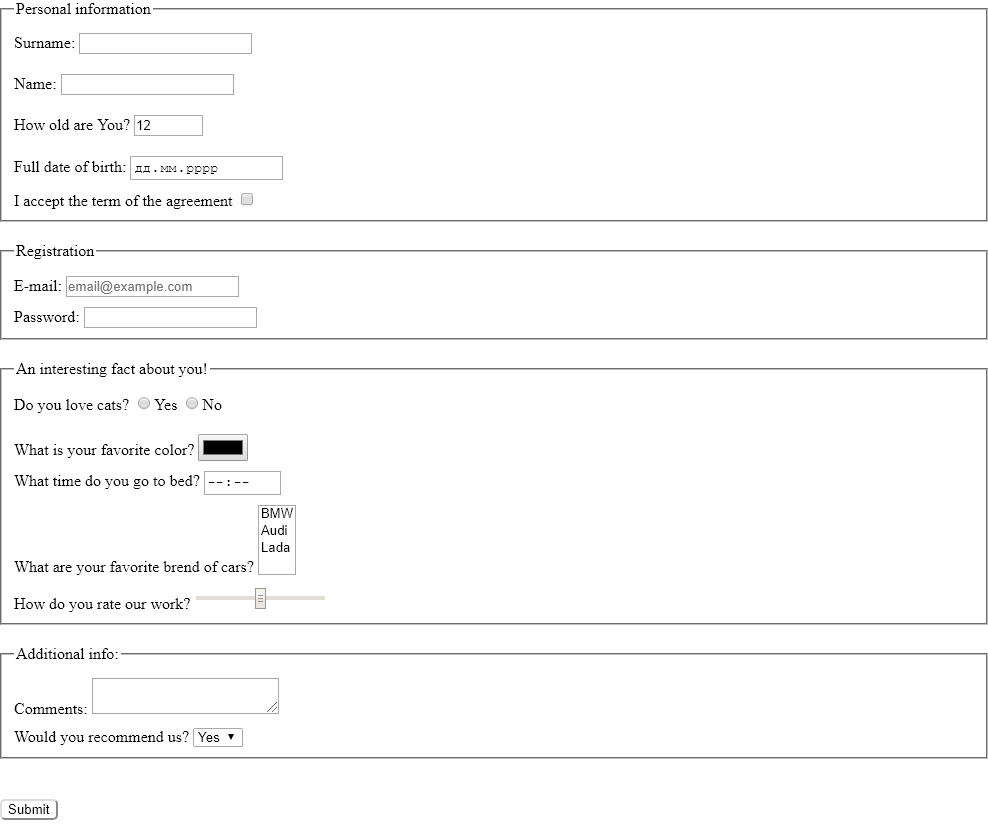 Personal information
Surname:
Name:
How old are You? 12
Full date of birth: дд.мм.рррр
I accept the term of the agreement
Registration
E-mail: email@example.com
Password:
An interesting fact about you!
Do you love cats? Yes No
What is your favorite color?
What time do you go to bed? --:--
BMW
Audi
Lada
What are your favorite brend of cars?
How do you rate our work?
Additional info:
Comments:
Would you recommend us? Yes
Submit